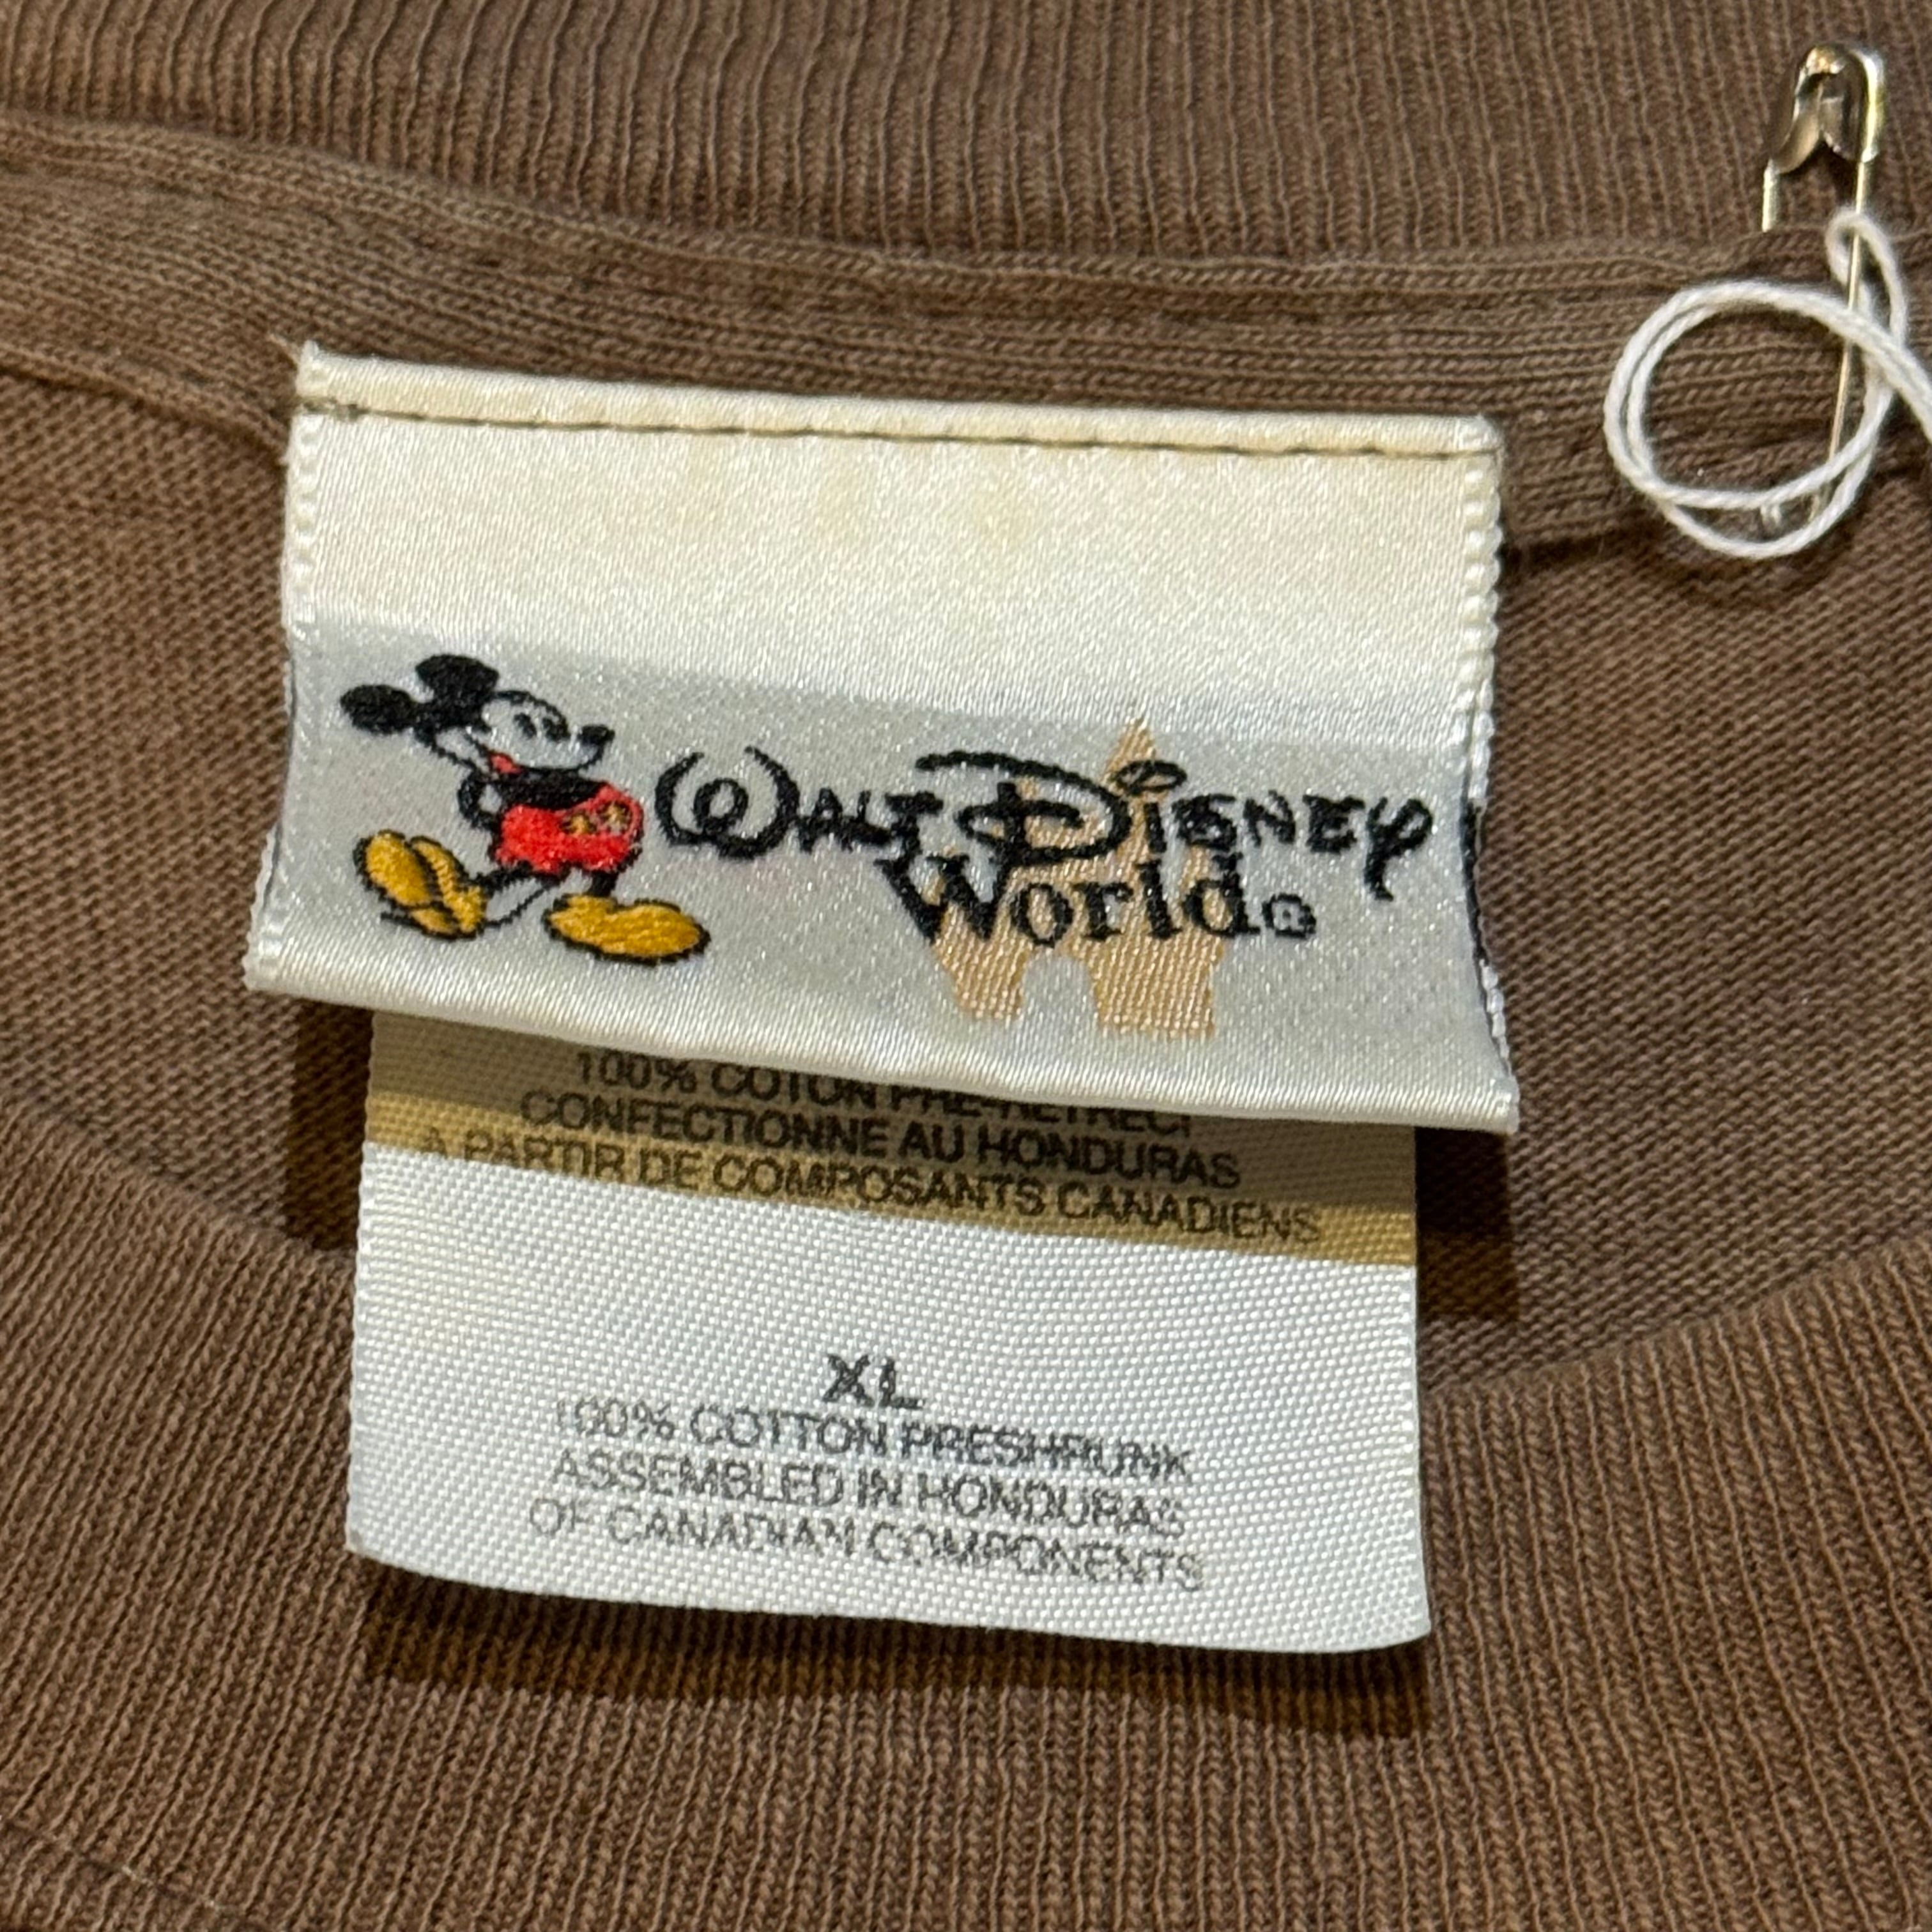 WALT DISNEY
World®
100% COTON PRE-RETRECI
CONFECTIONNE AU HONDURAS
A PARTIR DE COMPOSANTS CANADIENS
XL
100% COTTON PRESHRUNK
ASSEMBLED IN HONDURAS
OF CANADIAN COMPONENTS